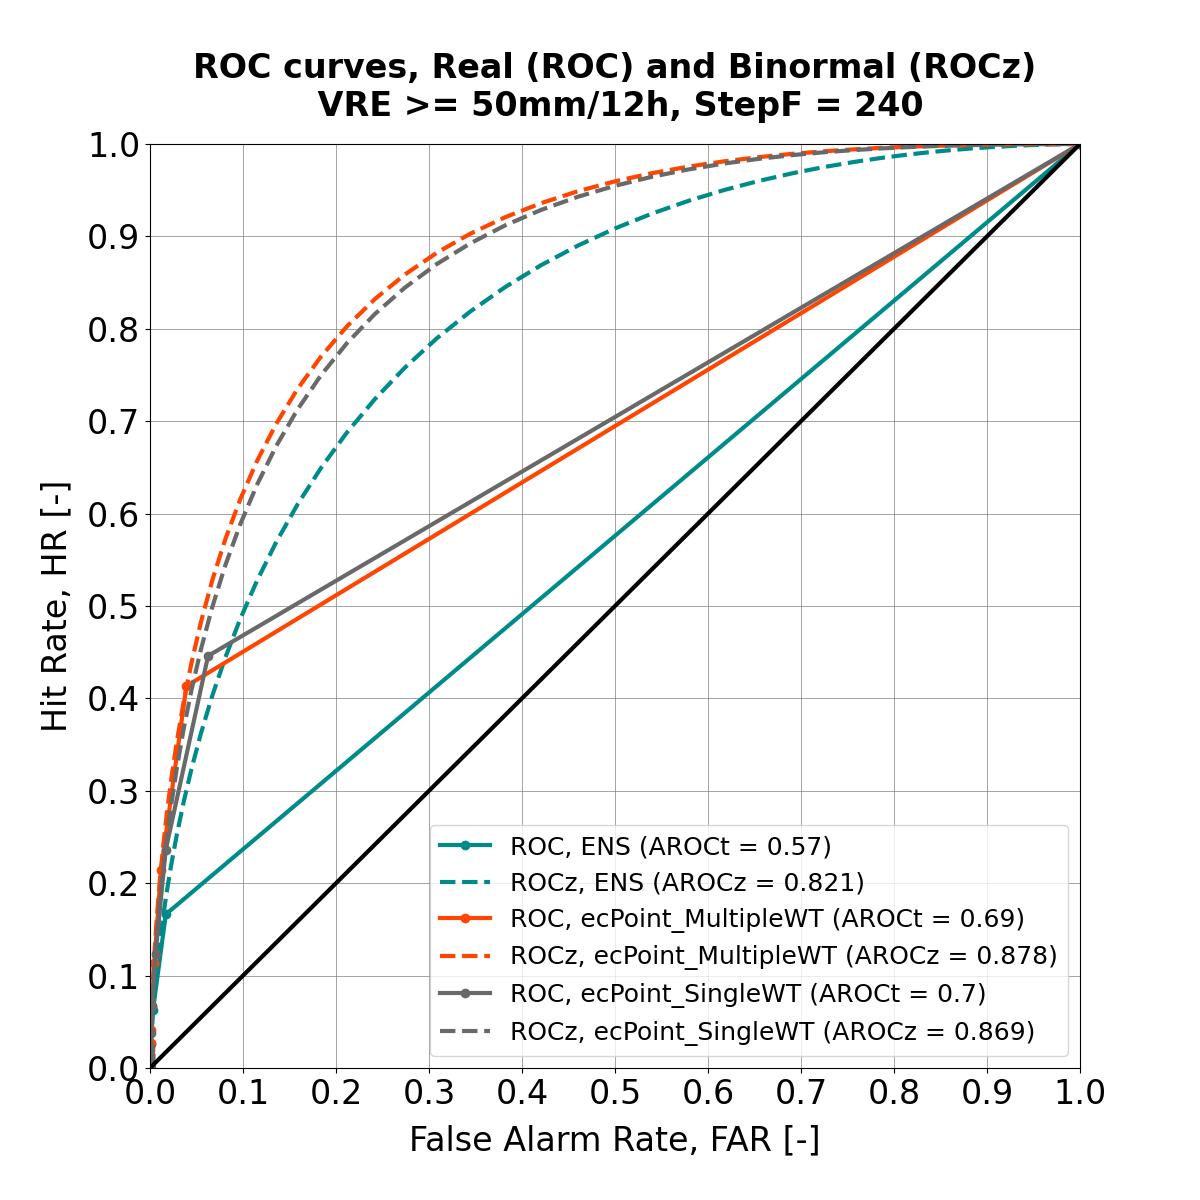 ROC curves, Real (ROC) and Binormal (ROCz)
VRE >= 50mm/12h, StepF = 240
1.0
0.9
0.8
0.7
0.6
0.5
0.4
0.3
0.2
0.1
0.0
Hit Rate, HR [-]
ROC, ENS (AROCt = 0.57)
ROCz, ENS (AROCz = 0.821)
ROC, ecPoint_MultipleWT (AROCt = 0.69)
ROCz, ecPoint_MultipleWT (AROCz = 0.878)
ROC, ecPoint_SingleWT (AROCt = 0.7)
ROCz, ecPoint_SingleWT (AROCz = 0.869)
0.0 0.1 0.2 0.3 0.4 0.5 0.6 0.7 0.8 0.9 1.0
False Alarm Rate, FAR [-]